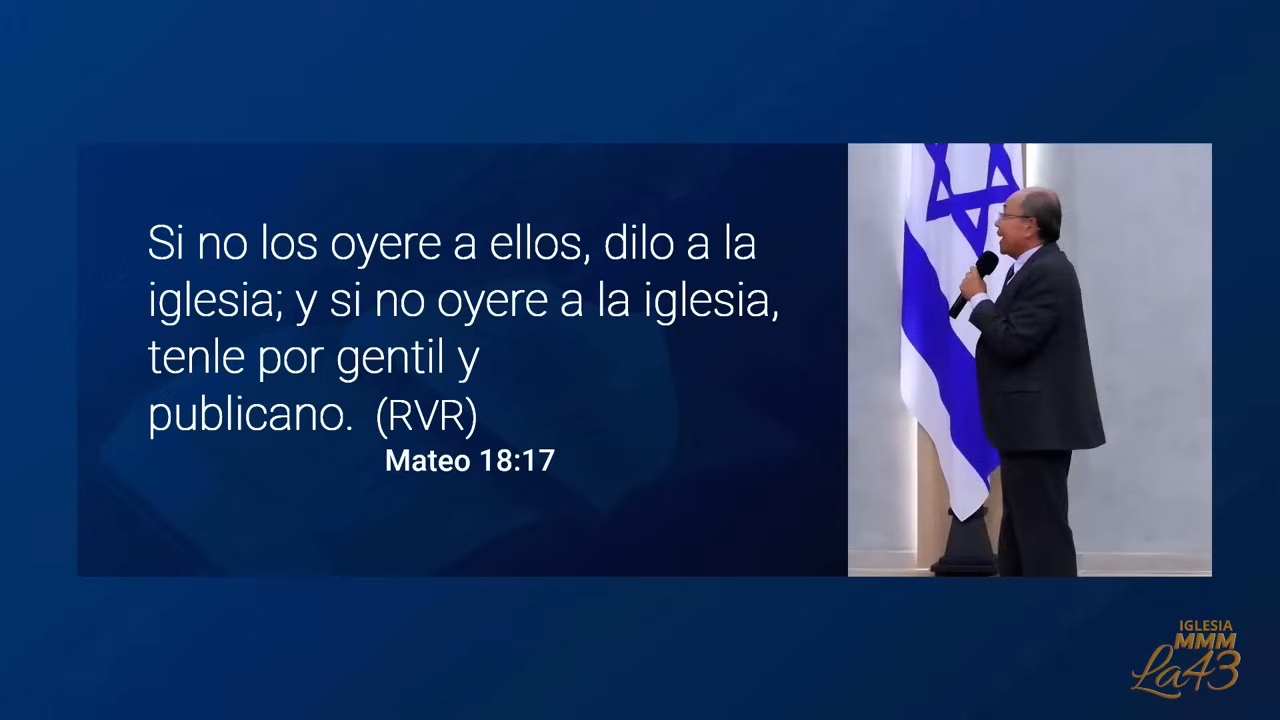 Si no los oyere a ellos, dilo a la
iglesia; y si no oyere a la iglesia,
tenle por gentil y
publicano. (RVR)
Mateo 18:17
IGLESIA
MMM
La43